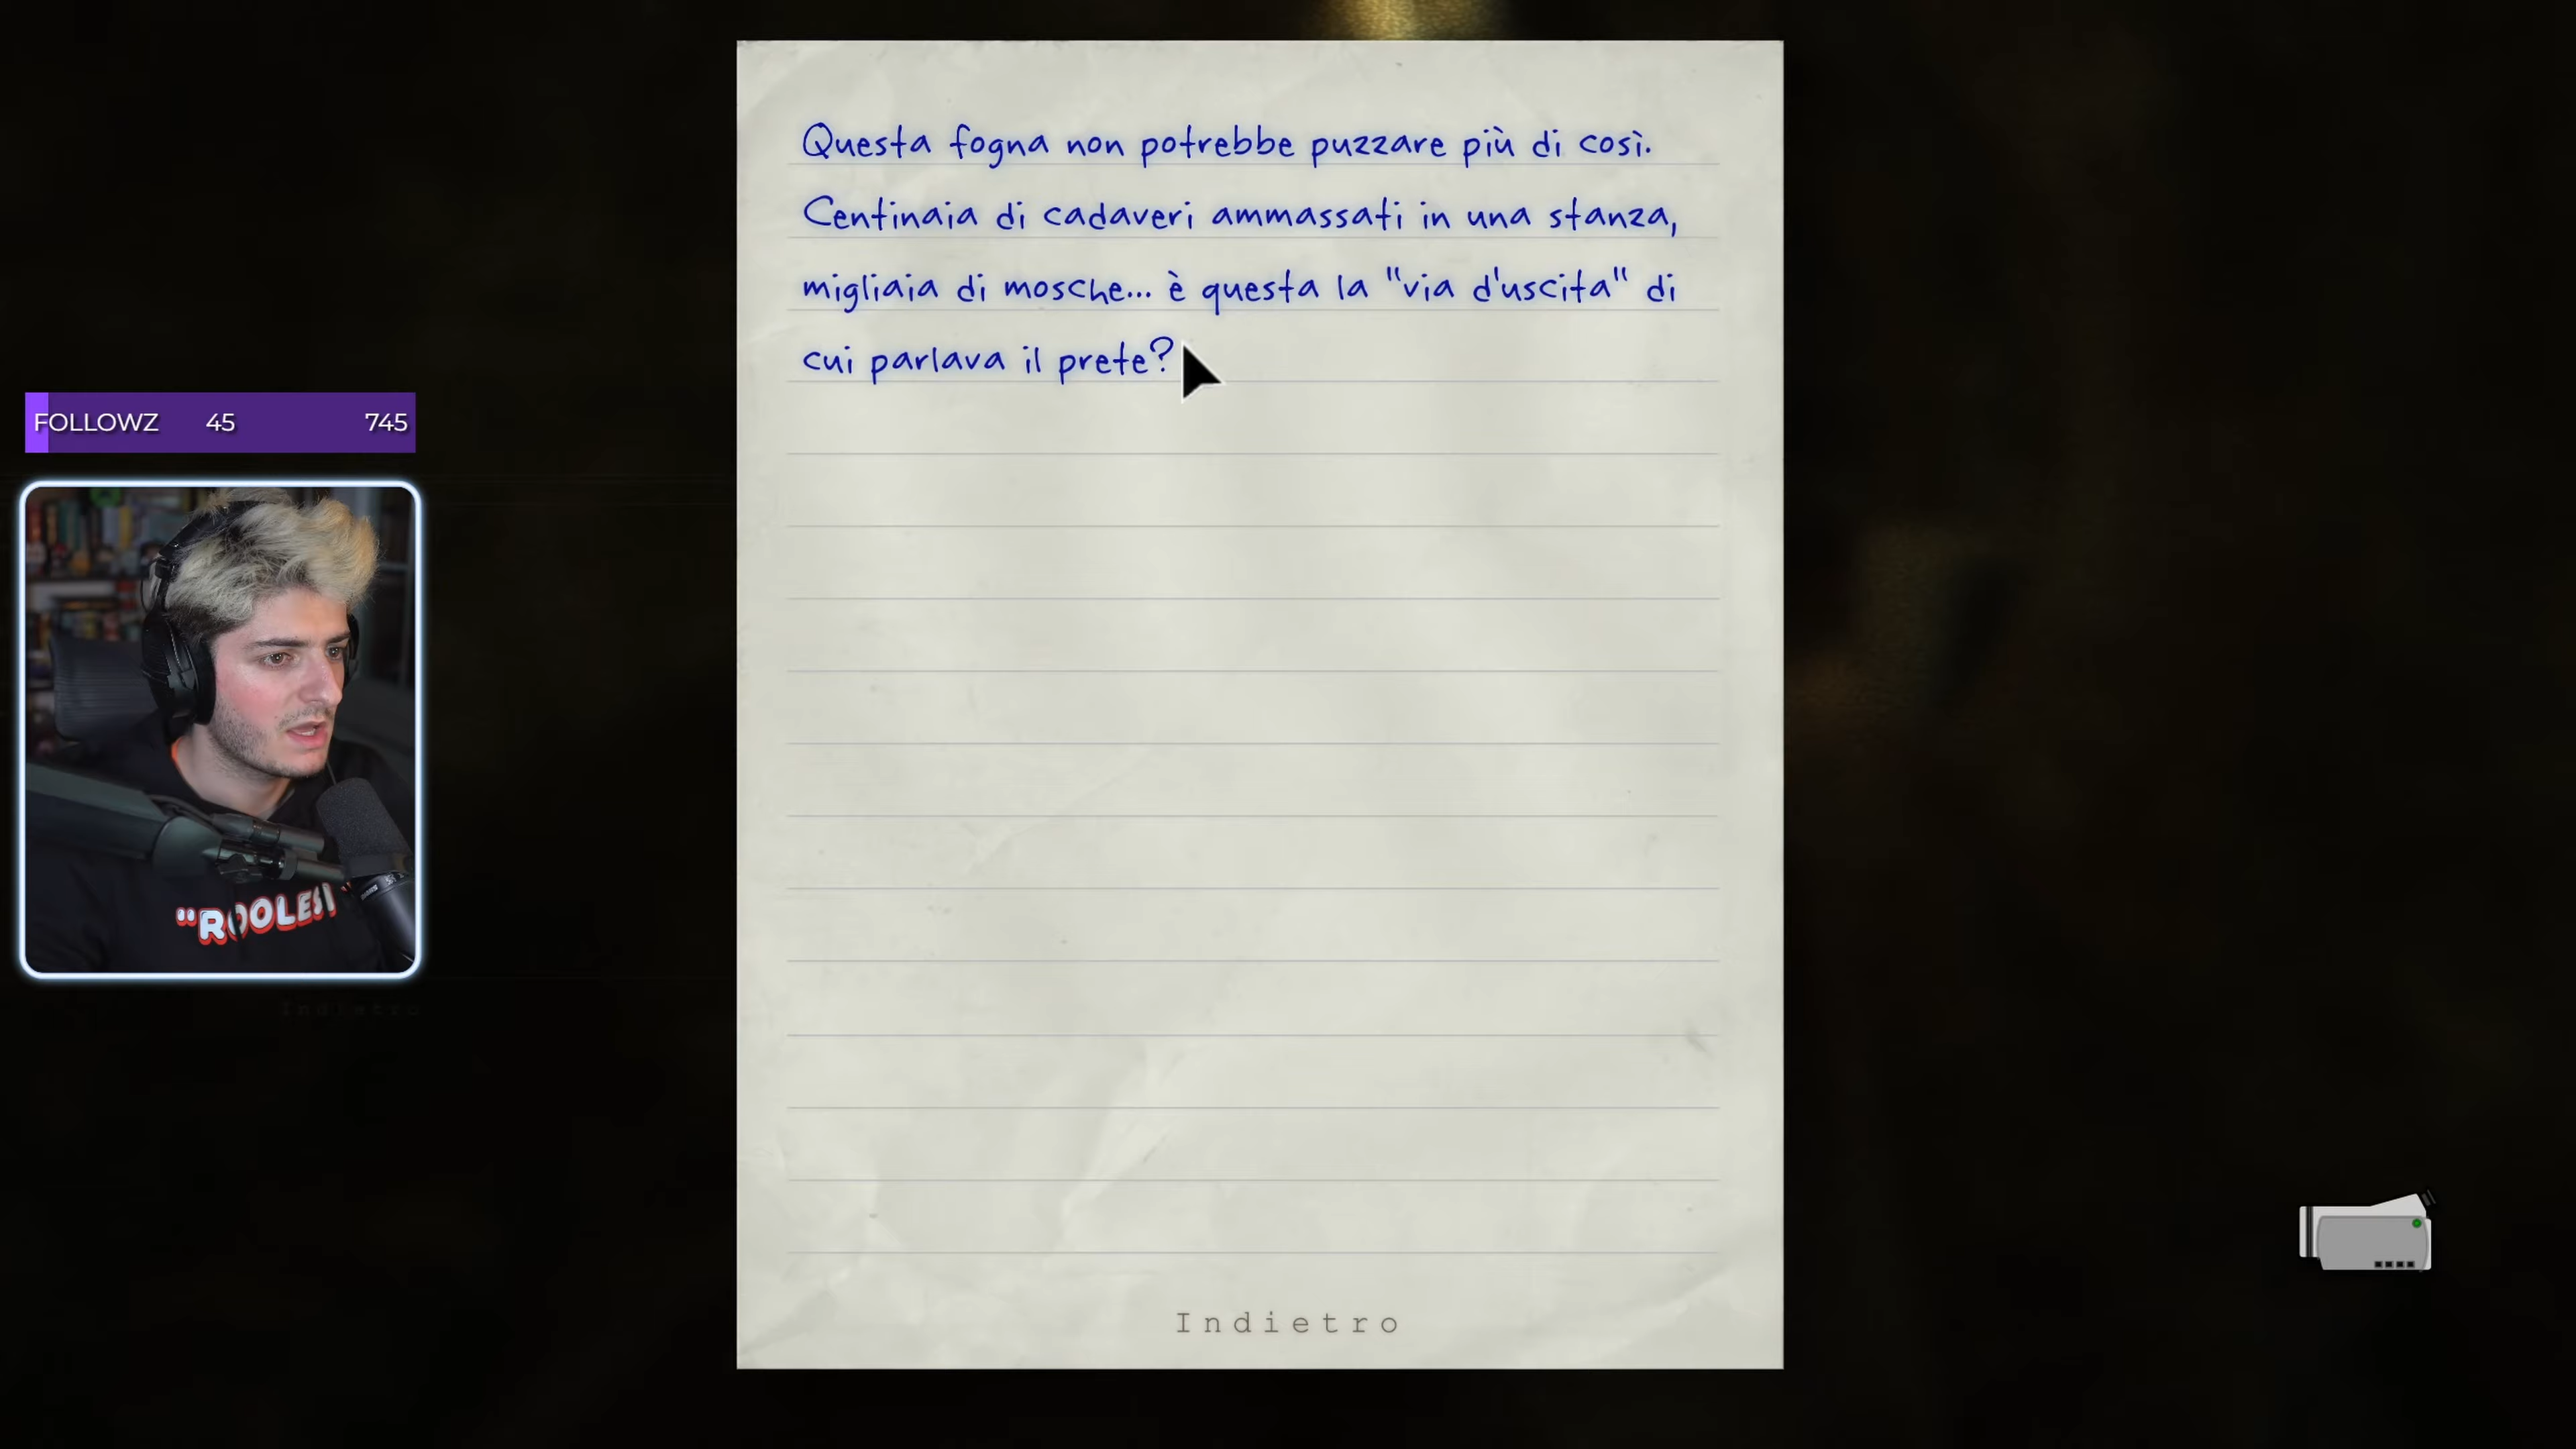 Questa fogna non potrebbe puzzare più di così.
Centinaia di cadaveri ammassati in una stanza,
migliaia di mosche... è questa la "via d'uscita" di
cui parlava il prete?
FOLLOWZ 45 745
Indietro
Indietro